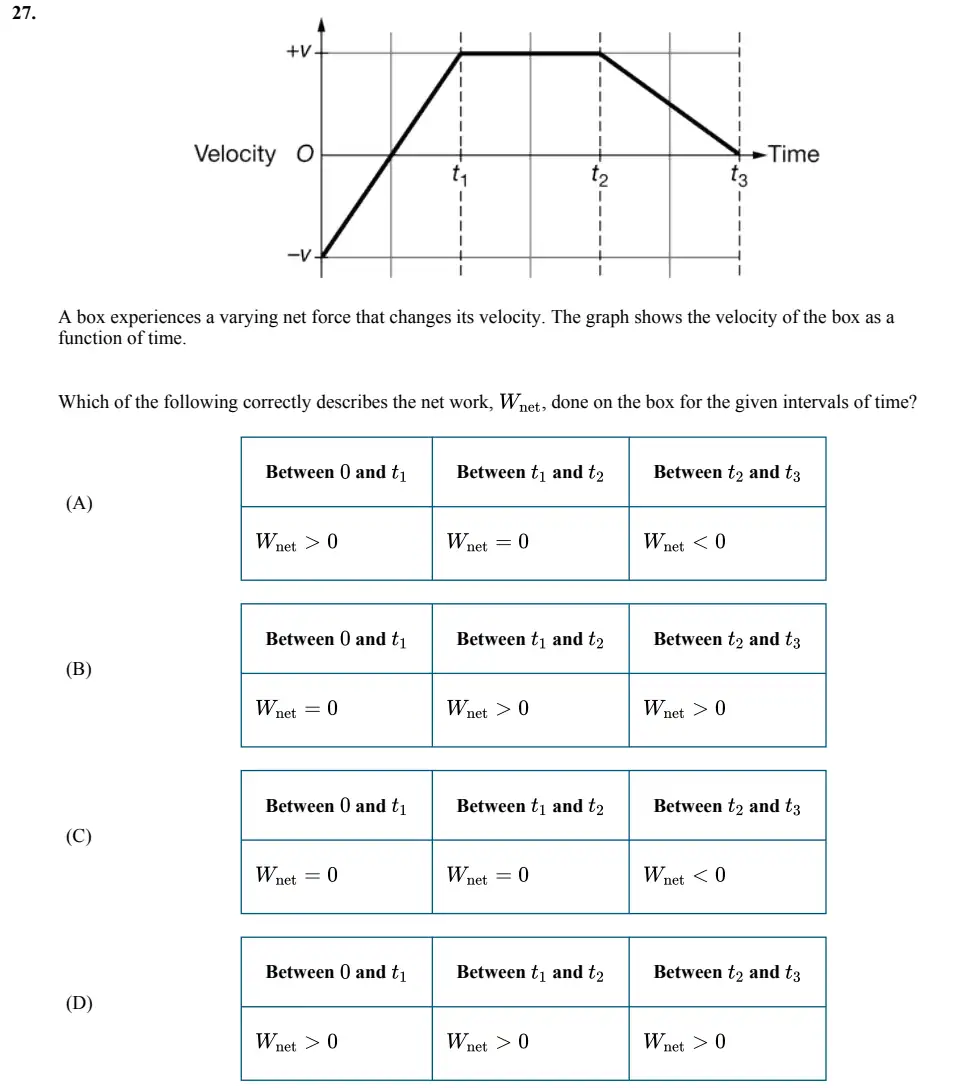 27.
+v
Velocity O Time
t₁ t₂ t₃
–v
A box experiences a varying net force that changes its velocity. The graph shows the velocity of the box as a
function of time.
Which of the following correctly describes the net work, Wnet, done on the box for the given intervals of time?
(A)
Between 0 and t₁ Between t₁ and t₂ Between t₂ and t₃
Wnet > 0 Wnet = 0 Wnet < 0
(B)
Between 0 and t₁ Between t₁ and t₂ Between t₂ and t₃
Wnet = 0 Wnet > 0 Wnet > 0
(C)
Between 0 and t₁ Between t₁ and t₂ Between t₂ and t₃
Wnet = 0 Wnet = 0 Wnet < 0
(D)
Between 0 and t₁ Between t₁ and t₂ Between t₂ and t₃
Wnet > 0 Wnet > 0 Wnet > 0